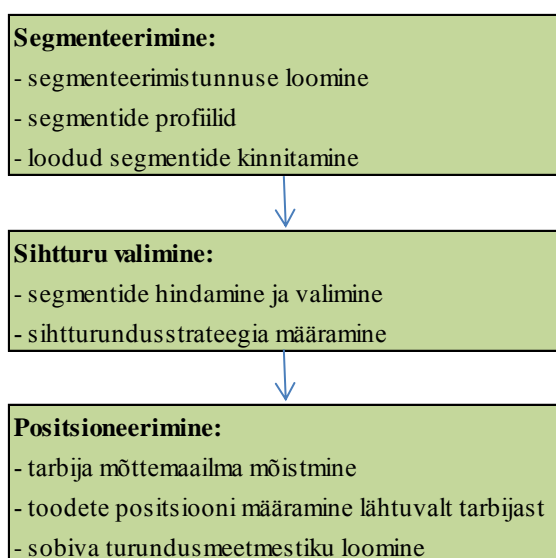 Segmenteerimine:
- segmenteerimistunnuse loomine
- segmentide profiilid
- loodud segmentide kinnitamine
Sihtturu valimine:
- segmentide hindamine ja valimine
- sihtturundusstrateegia määramine
Positsioneerimine:
- tarbija mõttemaailma mõistmine
- toodete positsiooni määramine lähtuvalt tarbijast
- sobiva turundusmeetmestiku loomine